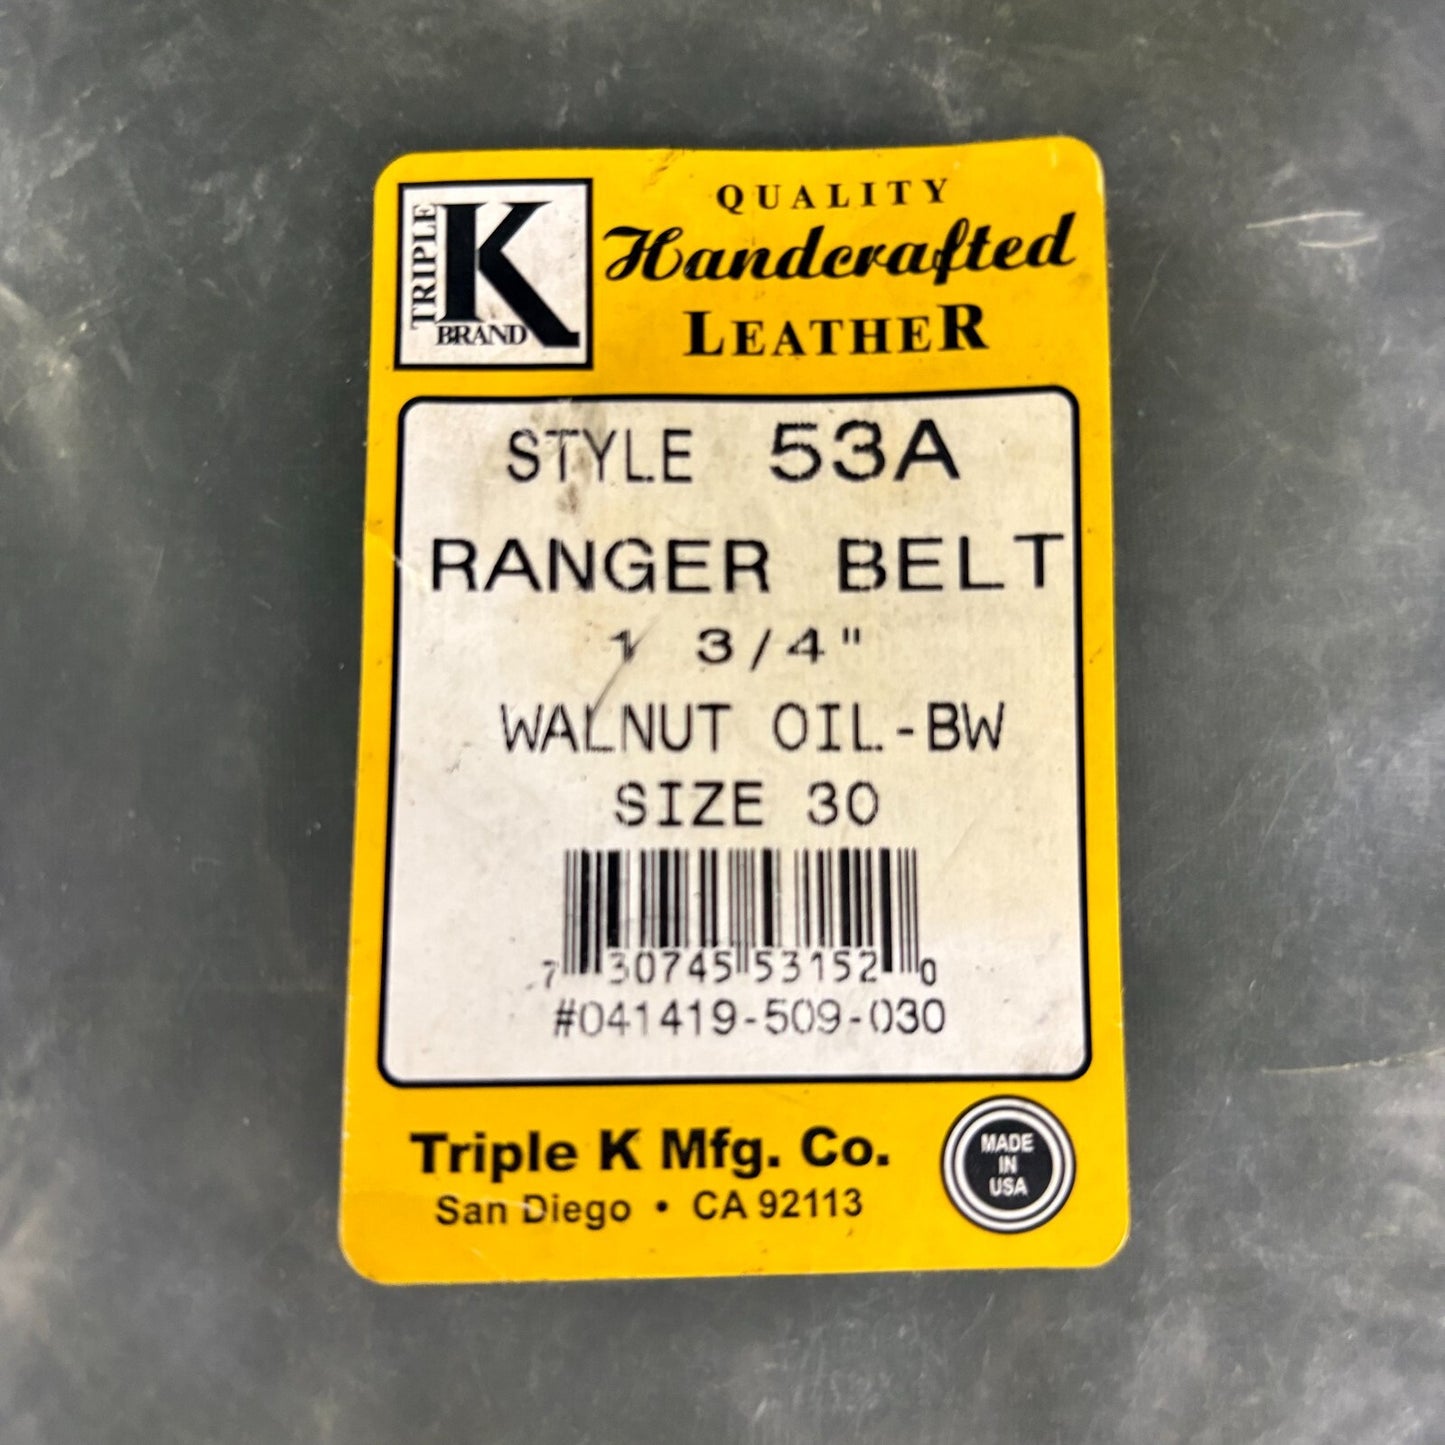 TRIPLE
K
BRAND
QUALITY
Handcrafted
LEATHER
STYLE 53A
RANGER BELT
1 3/4"
WALNUT OIL-BW
SIZE 30
7 30745 53152 0
#041419-509-030
Triple K Mfg. Co.
San Diego • CA 92113
MADE
IN
USA